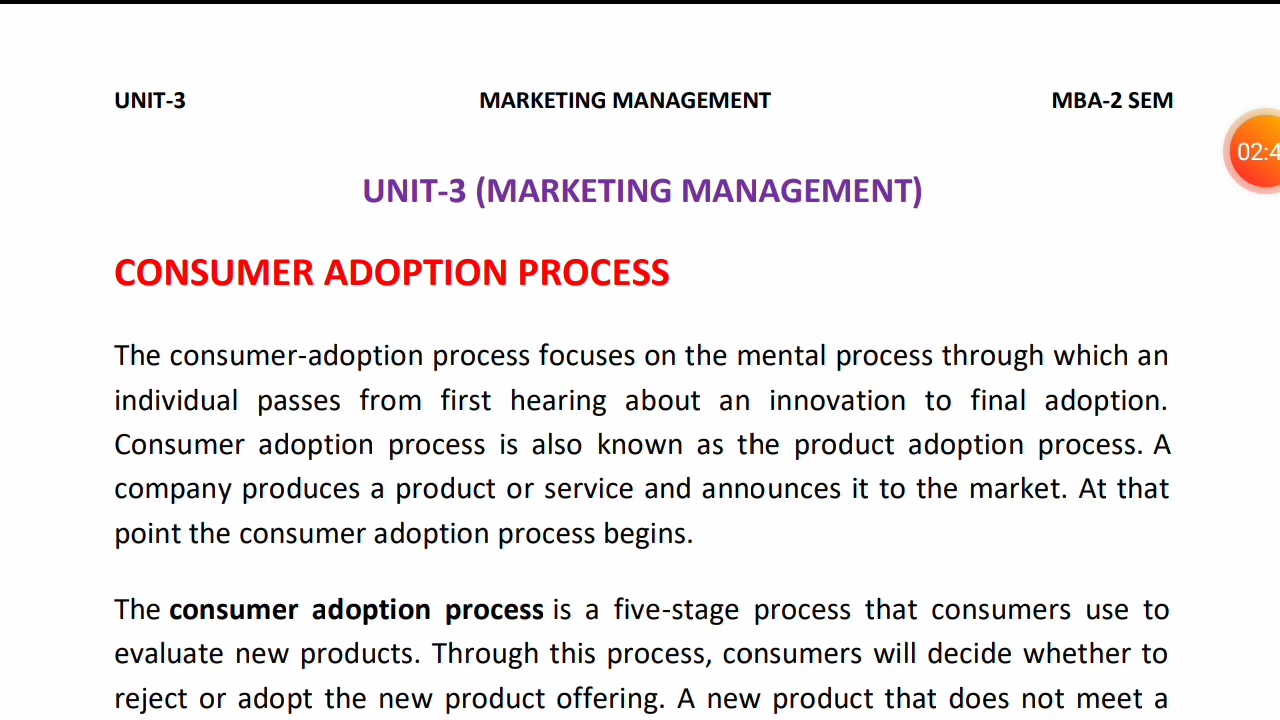 UNIT-3 MARKETING MANAGEMENT MBA-2 SEM
UNIT-3 (MARKETING MANAGEMENT)
CONSUMER ADOPTION PROCESS
The consumer-adoption process focuses on the mental process through which an
individual passes from first hearing about an innovation to final adoption.
Consumer adoption process is also known as the product adoption process. A
company produces a product or service and announces it to the market. At that
point the consumer adoption process begins.
The consumer adoption process is a five-stage process that consumers use to
evaluate new products. Through this process, consumers will decide whether to
reject or adopt the new product offering. A new product that does not meet a
02:4